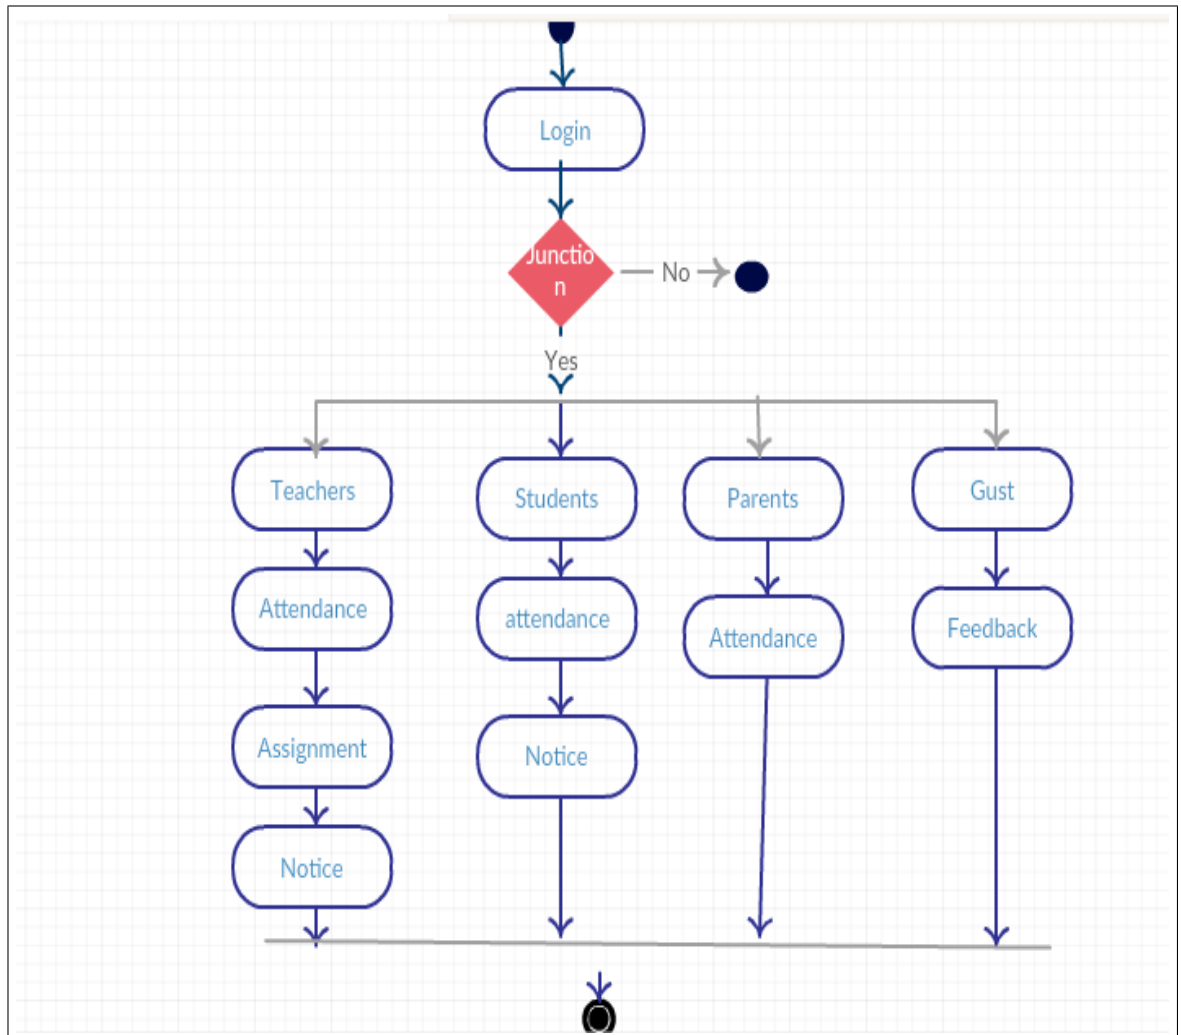 Login
Junctio
n
No
Yes
Teachers
Students
Parents
Gust
Attendance
attendance
Attendance
Feedback
Assignment
Notice
Notice